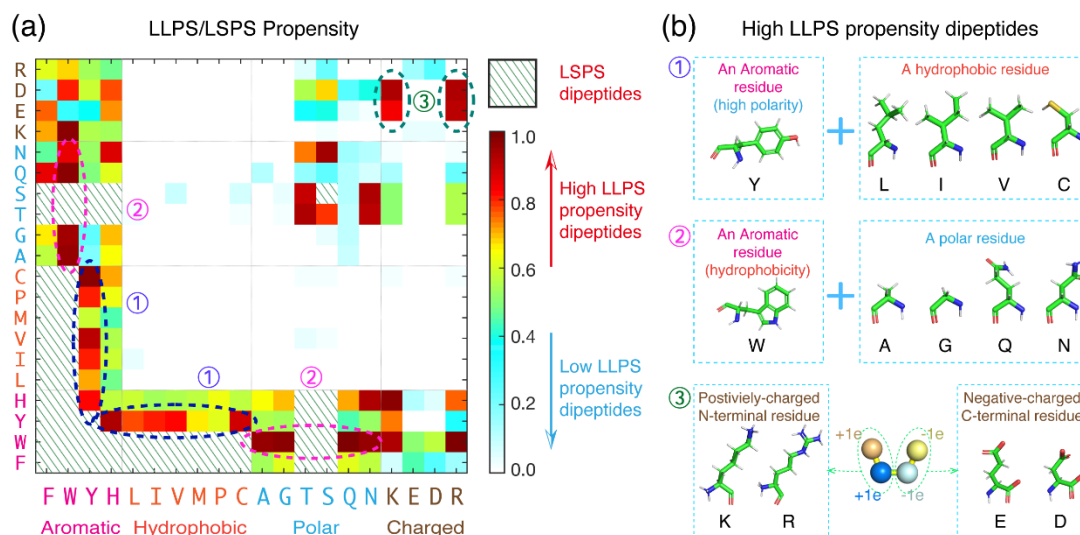 (a)
LLPS/LSPS Propensity
R
D
E
K
N
Q
S
T
G
A
C
P
M
V
I
L
H
Y
W
F
③
②
①
①
②
F W Y H L I V M P C A G T S Q N K E D R
Aromatic Hydrophobic Polar Charged
LSPS
dipeptides
1.0
0.8
0.6
0.4
0.2
0.0
High LLPS
propensity
dipeptides
Low LLPS
propensity
dipeptides
(b)
High LLPS propensity dipeptides
①
An Aromatic
residue
(high polarity)
Y
+
A hydrophobic residue
L I V C
②
An Aromatic
residue
(hydrophobicity)
W
+
A polar residue
A G Q N
③
Postiviely-charged
N-terminal residue
K R
+1e -1e
+1e -1e
Negative-charged
C-terminal residue
E D